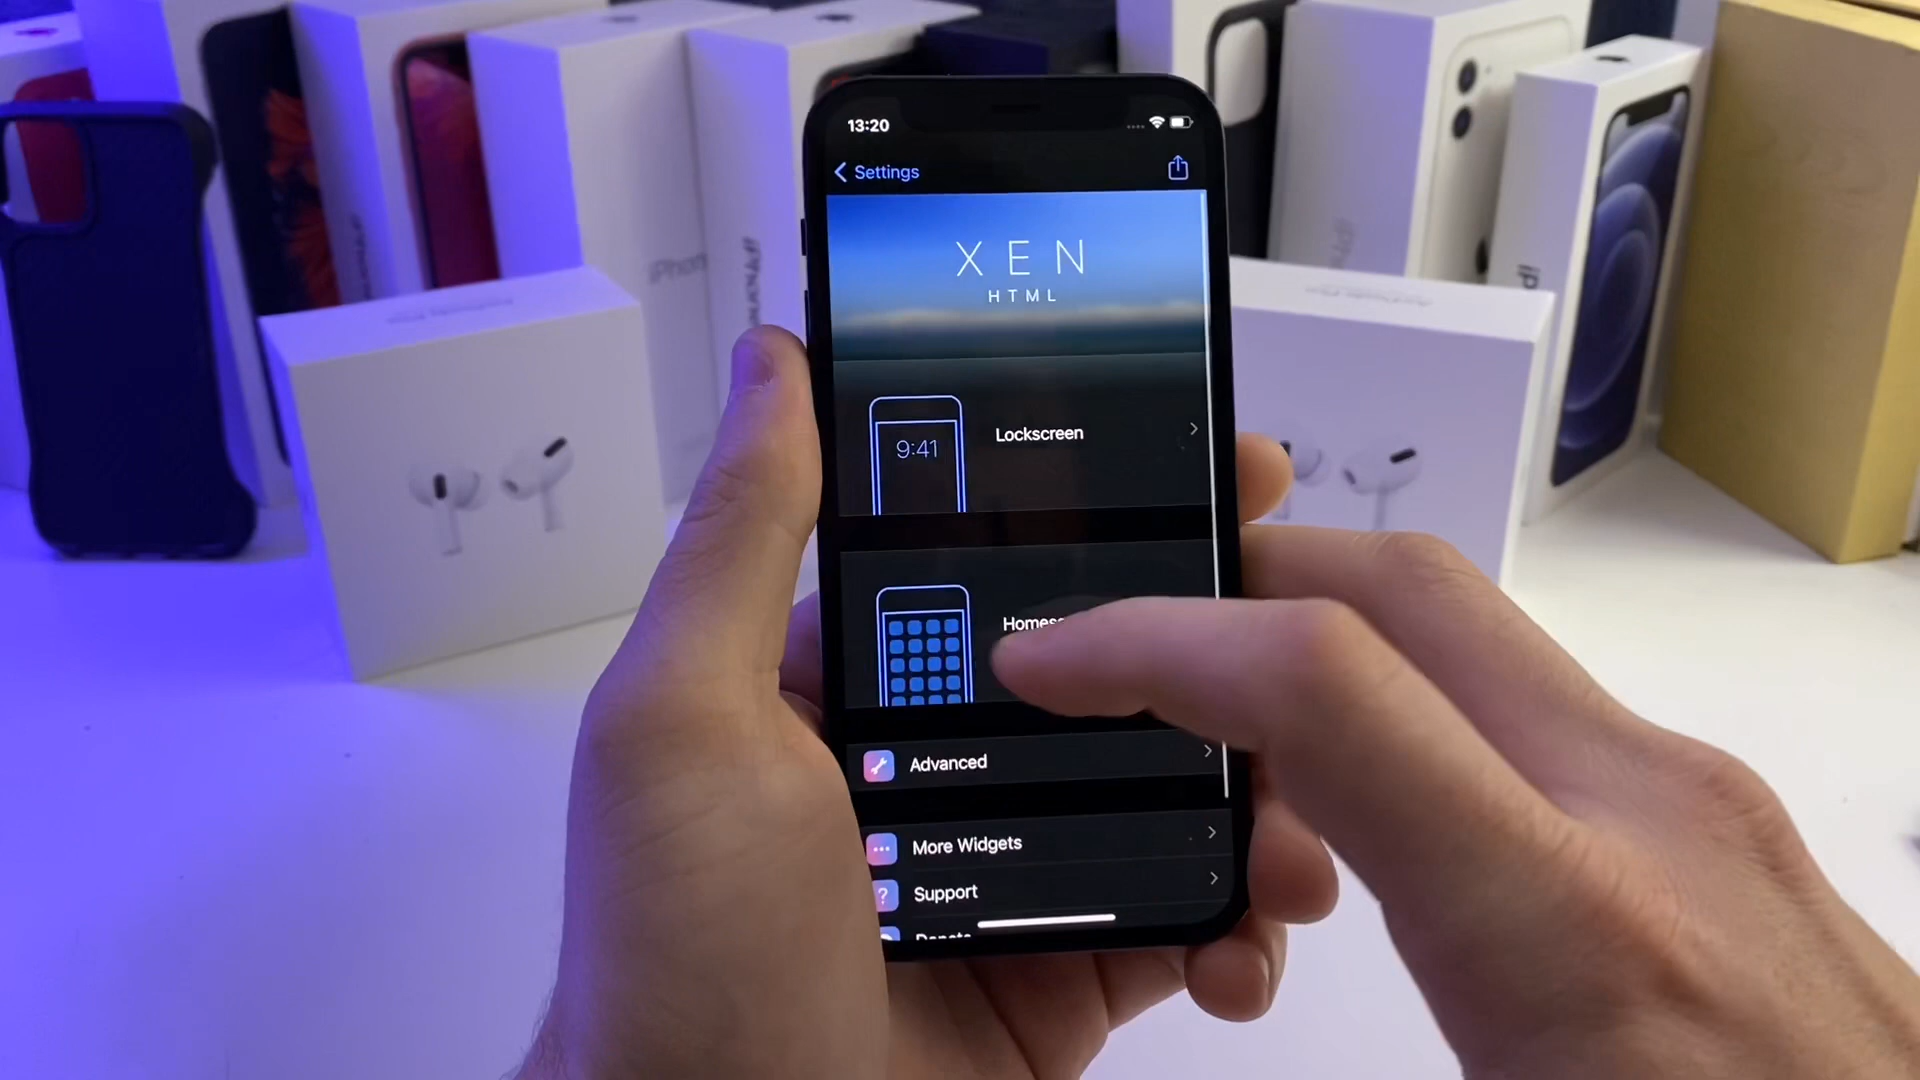 13:20
Settings
XEN
HTML
9:41
Lockscreen
Advanced
More Widgets
Support